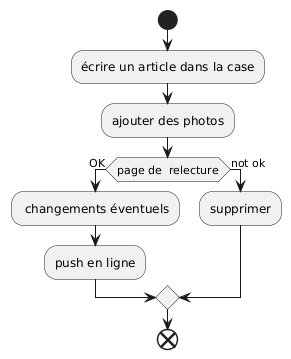 écrire un article dans la case
ajouter des photos
page de  relecture
OK
not ok
changements éventuels
supprimer
push en ligne